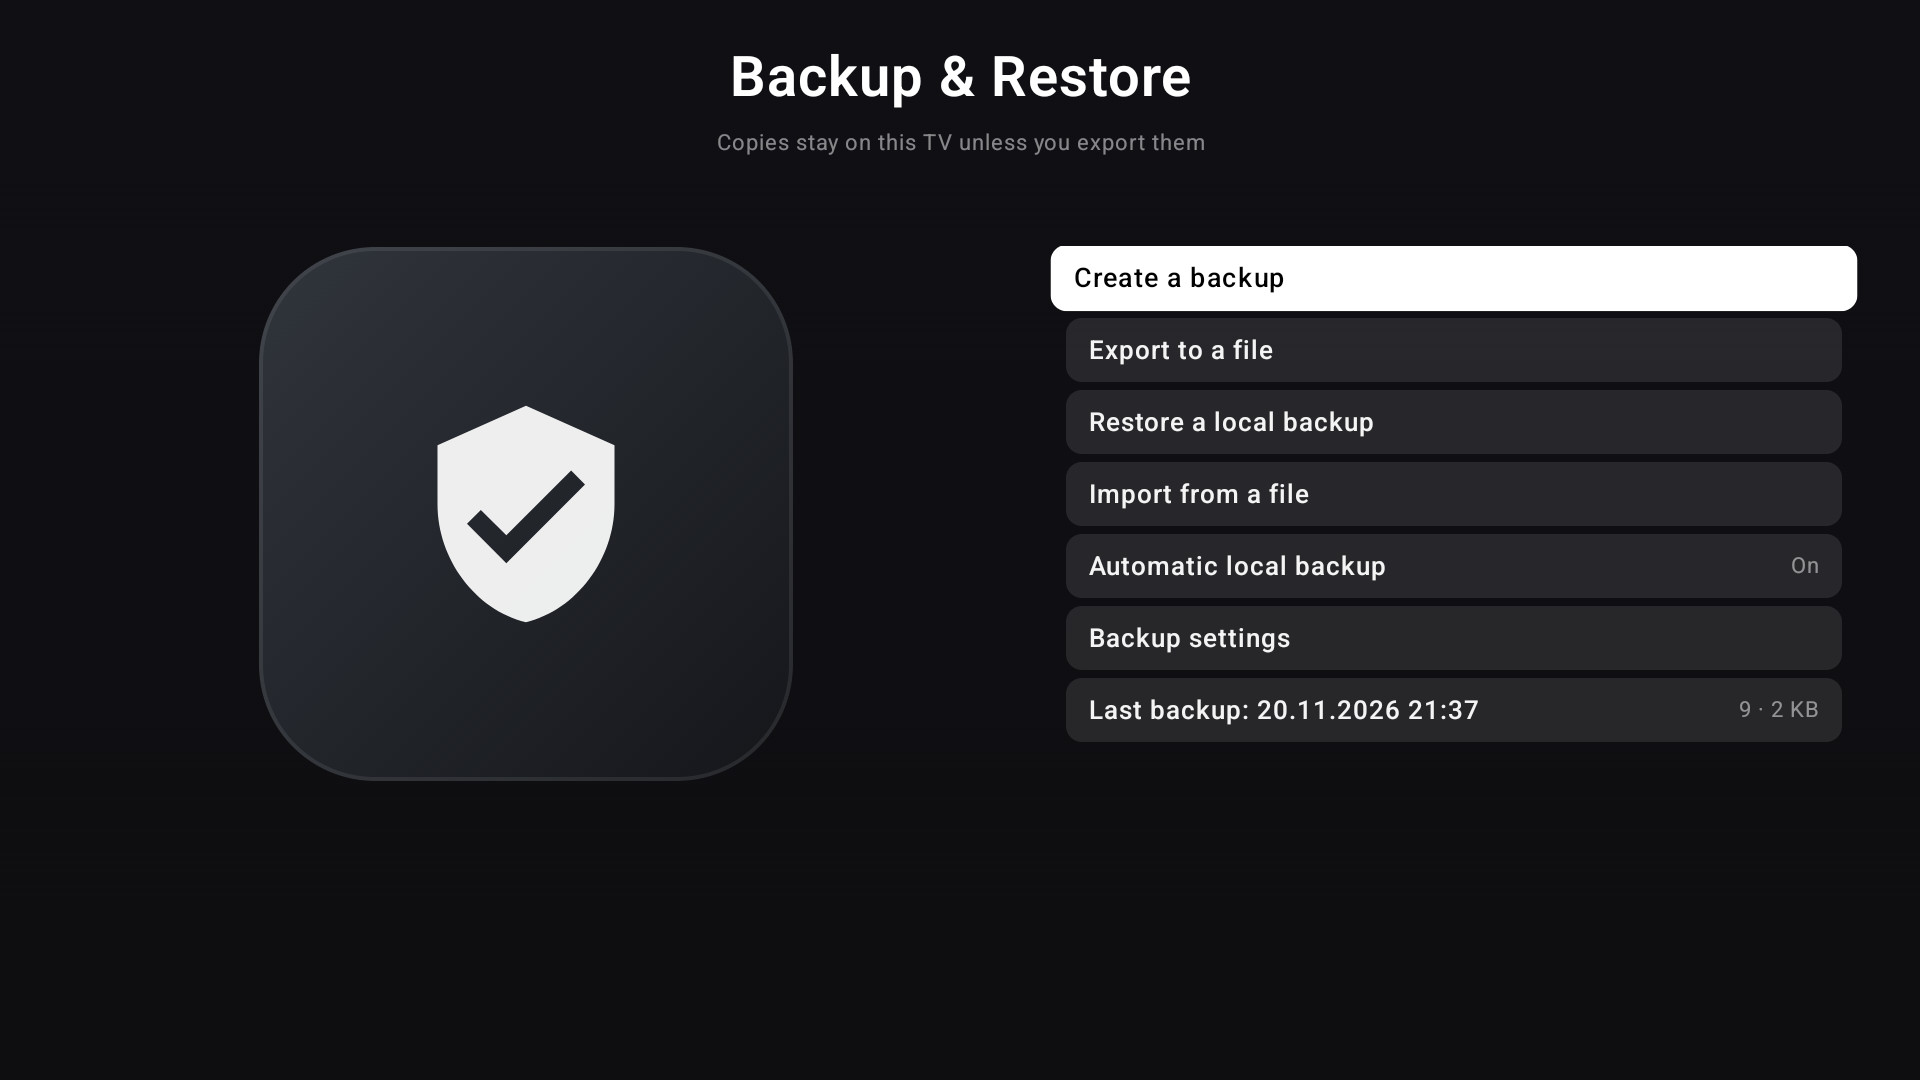 Backup & Restore
Copies stay on this TV unless you export them
Create a backup
Export to a file
Restore a local backup
Import from a file
Automatic local backup On
Backup settings
Last backup: 20.11.2026 21:37 9 · 2 KB